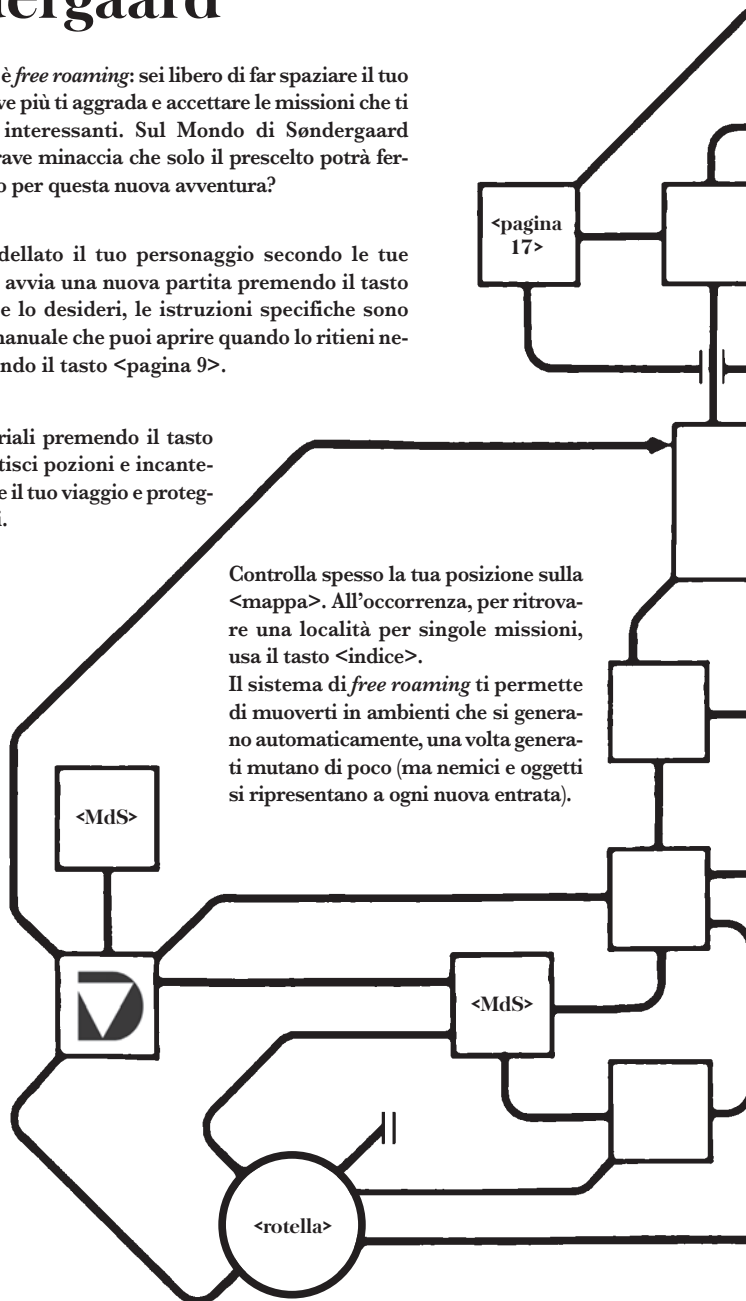 dergaard
è free roaming: sei libero di far spaziare il tuo
ve più ti aggrada e accettare le missioni che ti
interessanti. Sul Mondo di Søndergaard
rave minaccia che solo il prescelto potrà fer-
o per questa nuova avventura?
dellato il tuo personaggio secondo le tue
avvia una nuova partita premendo il tasto
e lo desideri, le istruzioni specifiche sono
manuale che puoi aprire quando lo ritieni ne-
ndo il tasto <pagina 9>.
riali premendo il tasto
tisci pozioni e incante-
e il tuo viaggio e proteg-
i.
Controlla spesso la tua posizione sulla
<mappa>. All’occorrenza, per ritrova-
re una località per singole missioni,
usa il tasto <indice>.
Il sistema di free roaming ti permette
di muoverti in ambienti che si genera-
no automaticamente, una volta genera-
ti mutano di poco (ma nemici e oggetti
si ripresentano a ogni nuova entrata).
<pagina
17>
<MdS>
<MdS>
<rotella>